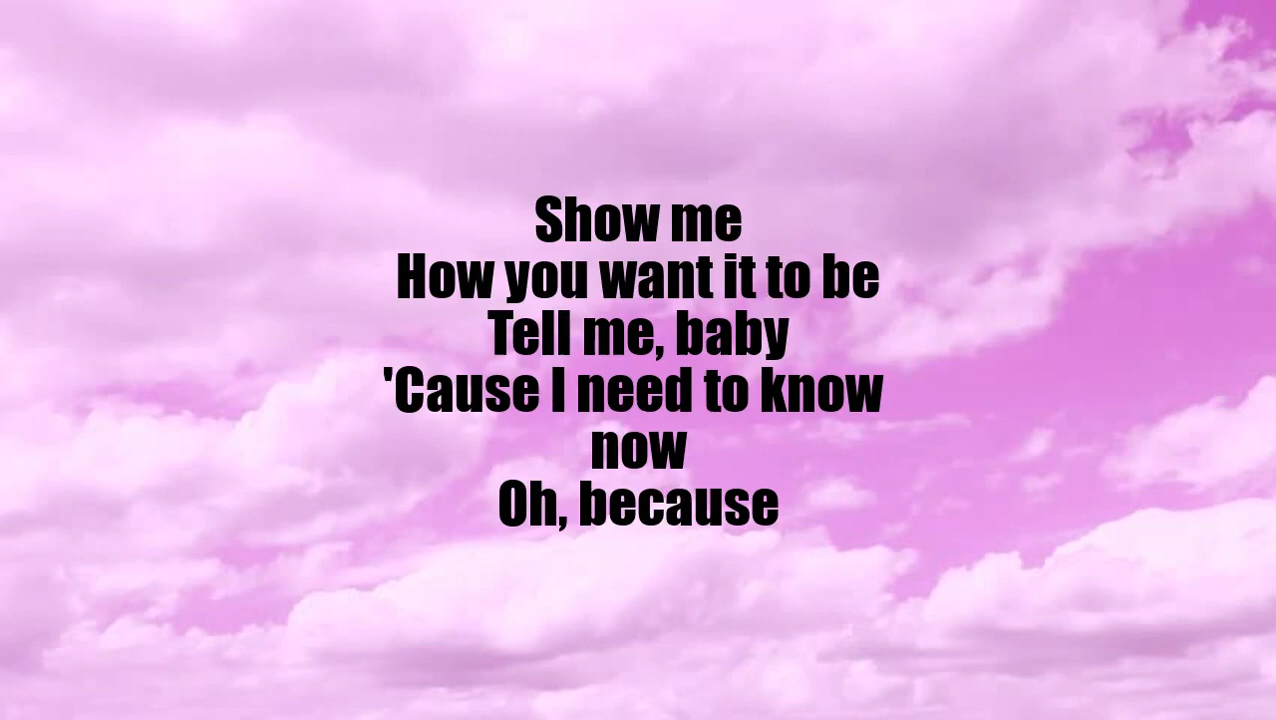 Show me
How you want it to be
Tell me, baby
'Cause I need to know
now
Oh, because